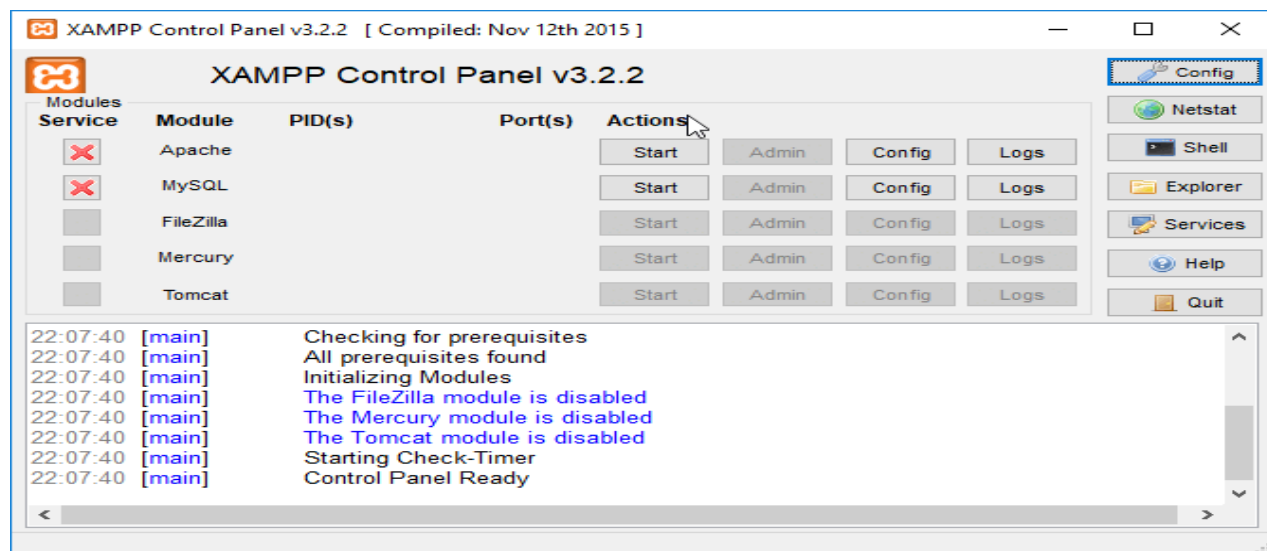 XAMPP Control Panel v3.2.2 [ Compiled: Nov 12th 2015 ]
XAMPP Control Panel v3.2.2
Config
Modules
Netstat
Service Module PID(s) Port(s) Actions
Shell
Apache Start Admin Config Logs
MySQL Start Admin Config Logs
Explorer
FileZilla Start Admin Config Logs
Services
Mercury Start Admin Config Logs
Help
Tomcat Start Admin Config Logs
Quit
22:07:40 [main] Checking for prerequisites
22:07:40 [main] All prerequisites found
22:07:40 [main] Initializing Modules
22:07:40 [main] The FileZilla module is disabled
22:07:40 [main] The Mercury module is disabled
22:07:40 [main] The Tomcat module is disabled
22:07:40 [main] Starting Check-Timer
22:07:40 [main] Control Panel Ready